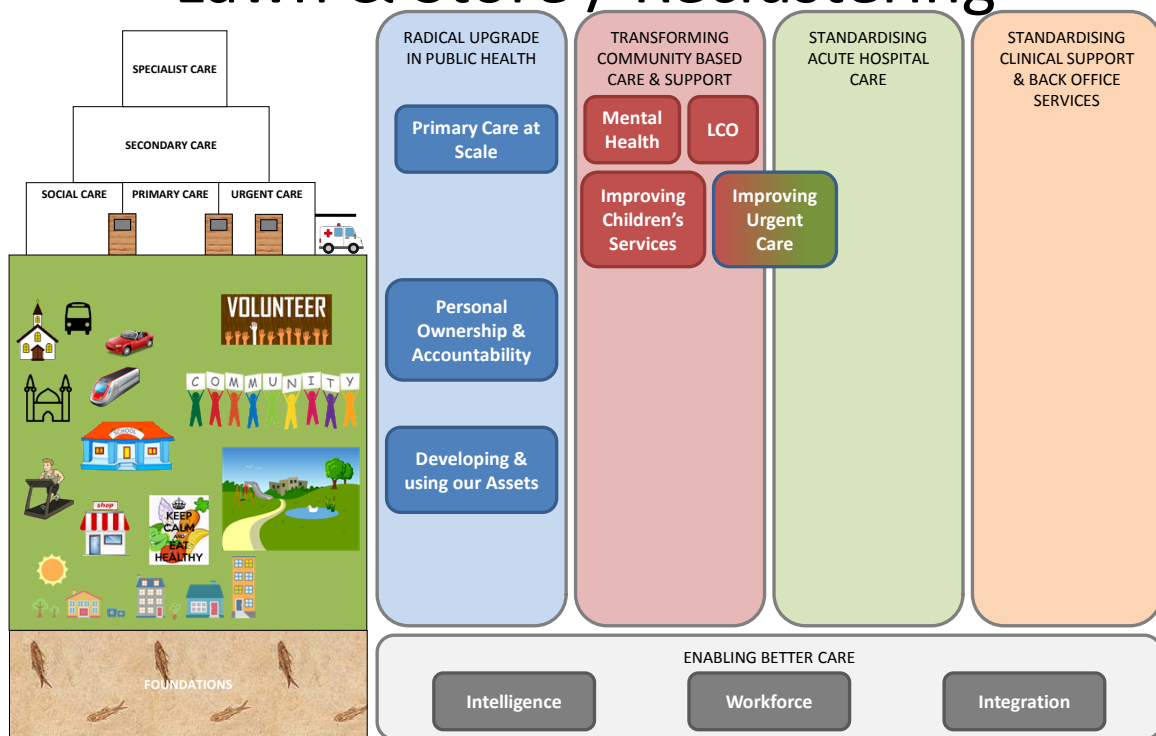 Lawn & Store / Reclustering
SPECIALIST CARE
SECONDARY CARE
SOCIAL CARE
PRIMARY CARE
URGENT CARE
VOLUNTEER
COMMUNITY
SCHOOL
shop
KEEP
CALM
AND
EAT
HEALTHY
FOUNDATIONS
RADICAL UPGRADE
IN PUBLIC HEALTH
Primary Care at
Scale
Personal
Ownership &
Accountability
Developing &
using our Assets
TRANSFORMING
COMMUNITY BASED
CARE & SUPPORT
Mental
Health
LCO
Improving
Children's
Services
Improving
Urgent
Care
STANDARDISING
ACUTE HOSPITAL
CARE
STANDARDISING
CLINICAL SUPPORT
& BACK OFFICE
SERVICES
ENABLING BETTER CARE
Intelligence
Workforce
Integration